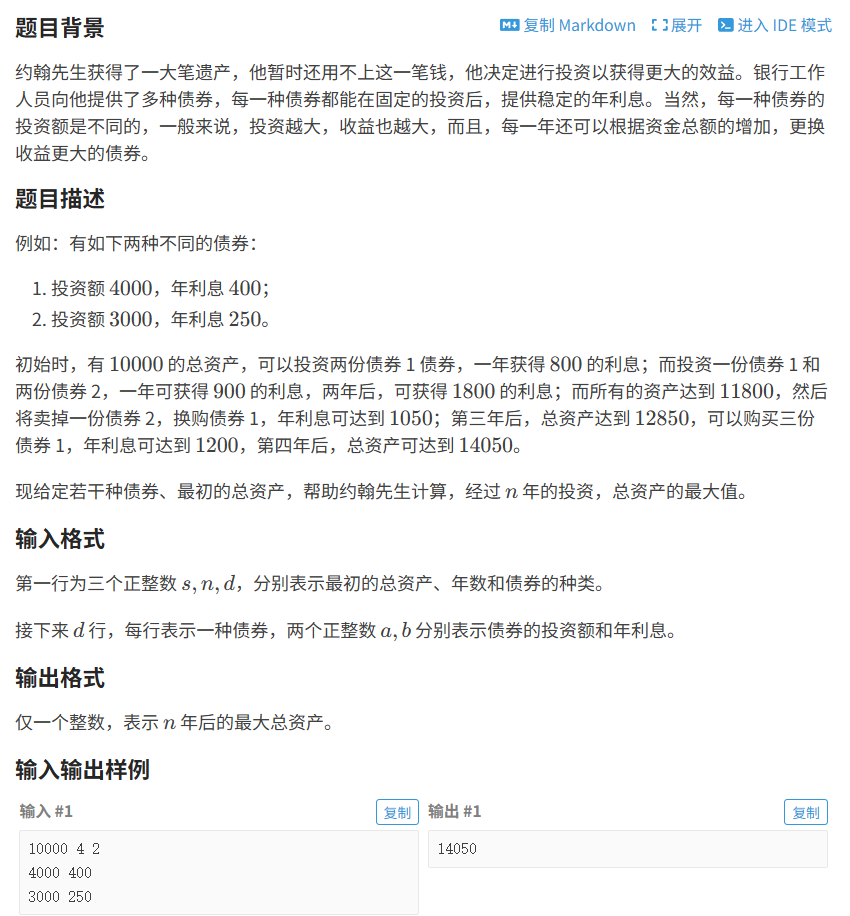 题目背景
复制 Markdown 展开 进入 IDE 模式
约翰先生获得了一大笔遗产，他暂时还用不上这一笔钱，他决定进行投资以获得更大的效益。银行工作
人员向他提供了多种债券，每一种债券都能在固定的投资后，提供稳定的年利息。当然，每一种债券的
投资额是不同的，一般来说，投资越大，收益也越大，而且，每一年还可以根据资金总额的增加，更换
收益更大的债券。
题目描述
例如：有如下两种不同的债券：
1. 投资额 4000，年利息 400；
2. 投资额 3000，年利息 250。
初始时，有 10000 的总资产，可以投资两份债券 1 债券，一年获得 800 的利息；而投资一份债券 1 和
两份债券 2，一年可获得 900 的利息，两年后，可获得 1800 的利息；而所有的资产达到 11800，然后
将卖掉一份债券 2，换购债券 1，年利息可达到 1050；第三年后，总资产达到 12850，可以购买三份
债券 1，年利息可达到 1200，第四年后，总资产可达到 14050。
现给定若干种债券、最初的总资产，帮助约翰先生计算，经过 n 年的投资，总资产的最大值。
输入格式
第一行为三个正整数 s, n, d，分别表示最初的总资产、年数和债券的种类。
接下来 d 行，每行表示一种债券，两个正整数 a, b 分别表示债券的投资额和年利息。
输出格式
仅一个整数，表示 n 年后的最大总资产。
输入输出样例
输入 #1 复制 输出 #1 复制
10000 4 2
4000 400
3000 250
14050